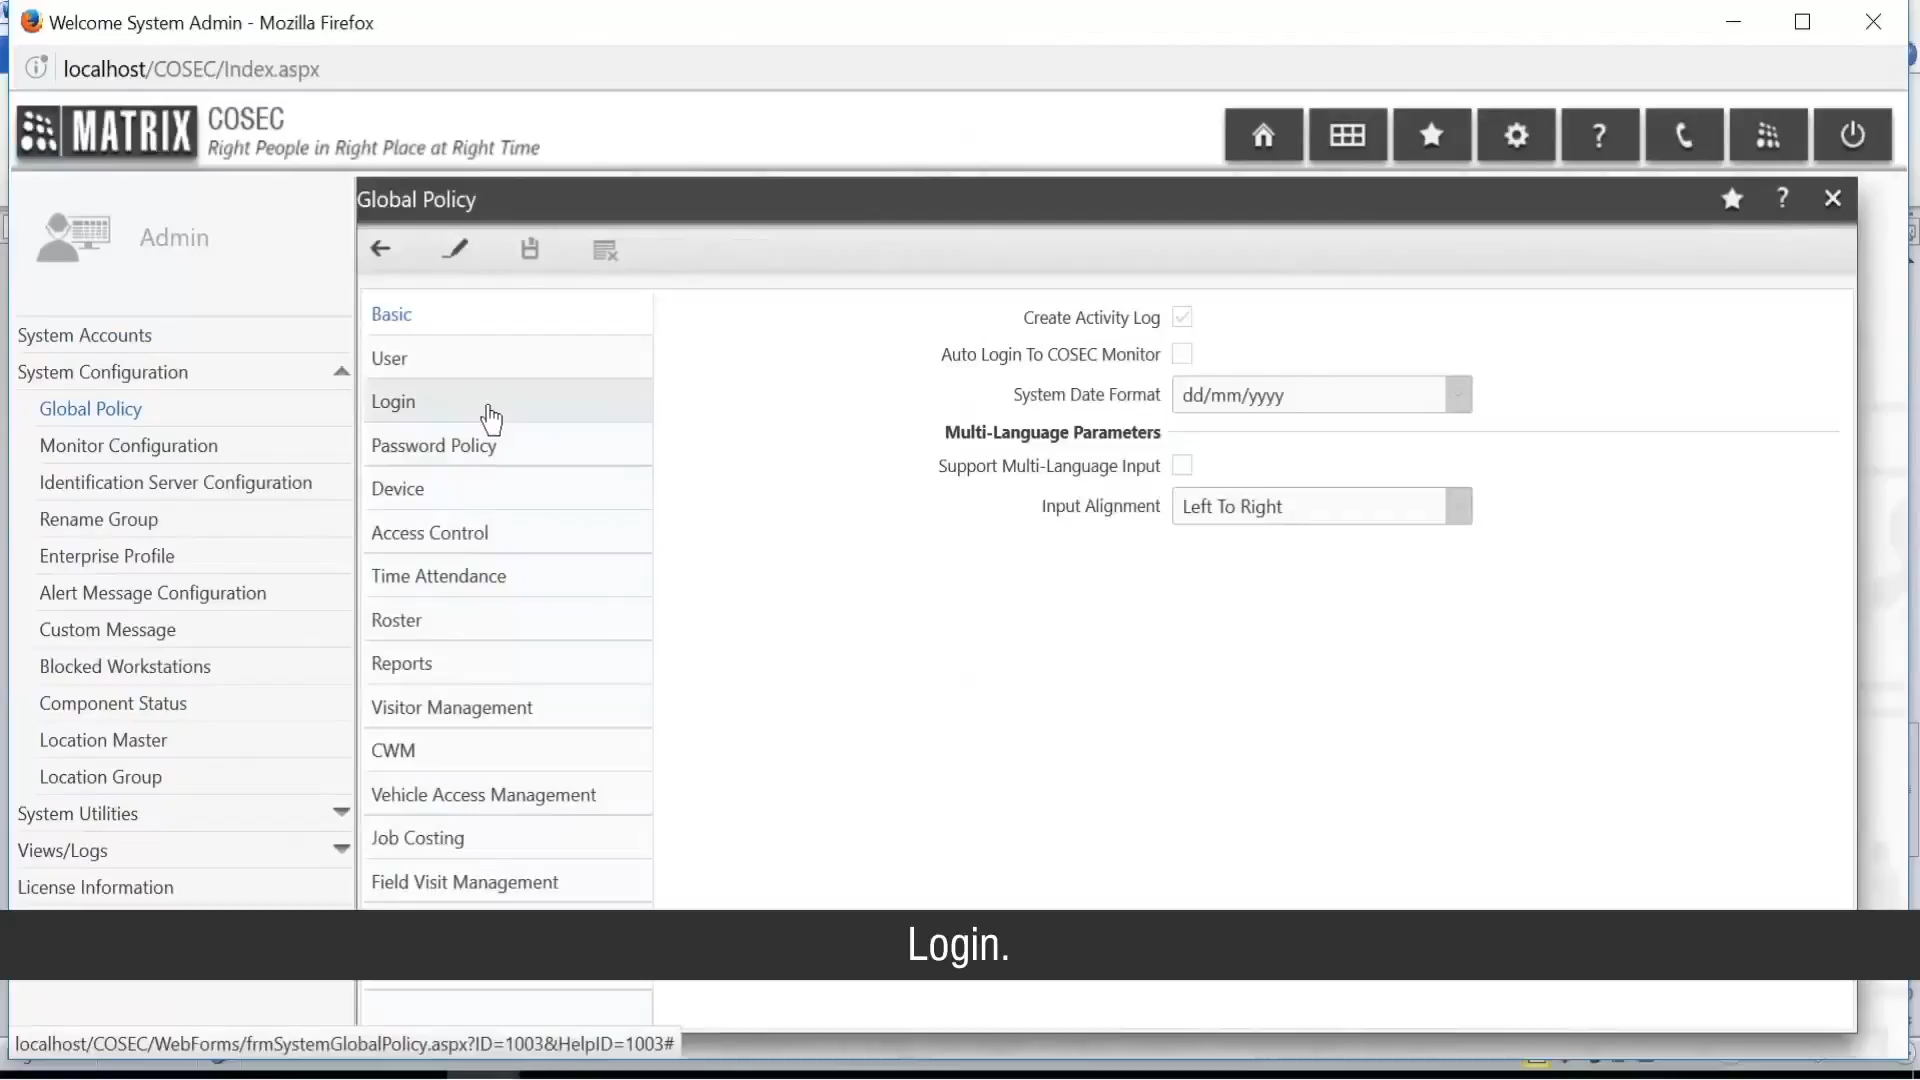 Welcome System Admin - Mozilla Firefox
localhost/COSEC/Index.aspx
MATRIX
COSEC
Right People in Right Place at Right Time
?
Admin
System Accounts
System Configuration
Global Policy
Monitor Configuration
Identification Server Configuration
Rename Group
Enterprise Profile
Alert Message Configuration
Custom Message
Blocked Workstations
Component Status
Location Master
Location Group
System Utilities
Views/Logs
License Information
Global Policy
?
Basic
User
Login
Password Policy
Device
Access Control
Time Attendance
Roster
Reports
Visitor Management
CWM
Vehicle Access Management
Job Costing
Field Visit Management
Create Activity Log
Auto Login To COSEC Monitor
System Date Format dd/mm/yyyy
Multi-Language Parameters
Support Multi-Language Input
Input Alignment Left To Right
Login.
localhost/COSEC/WebForms/frmSystemGlobalPolicy.aspx?ID=1003&HelpID=1003#